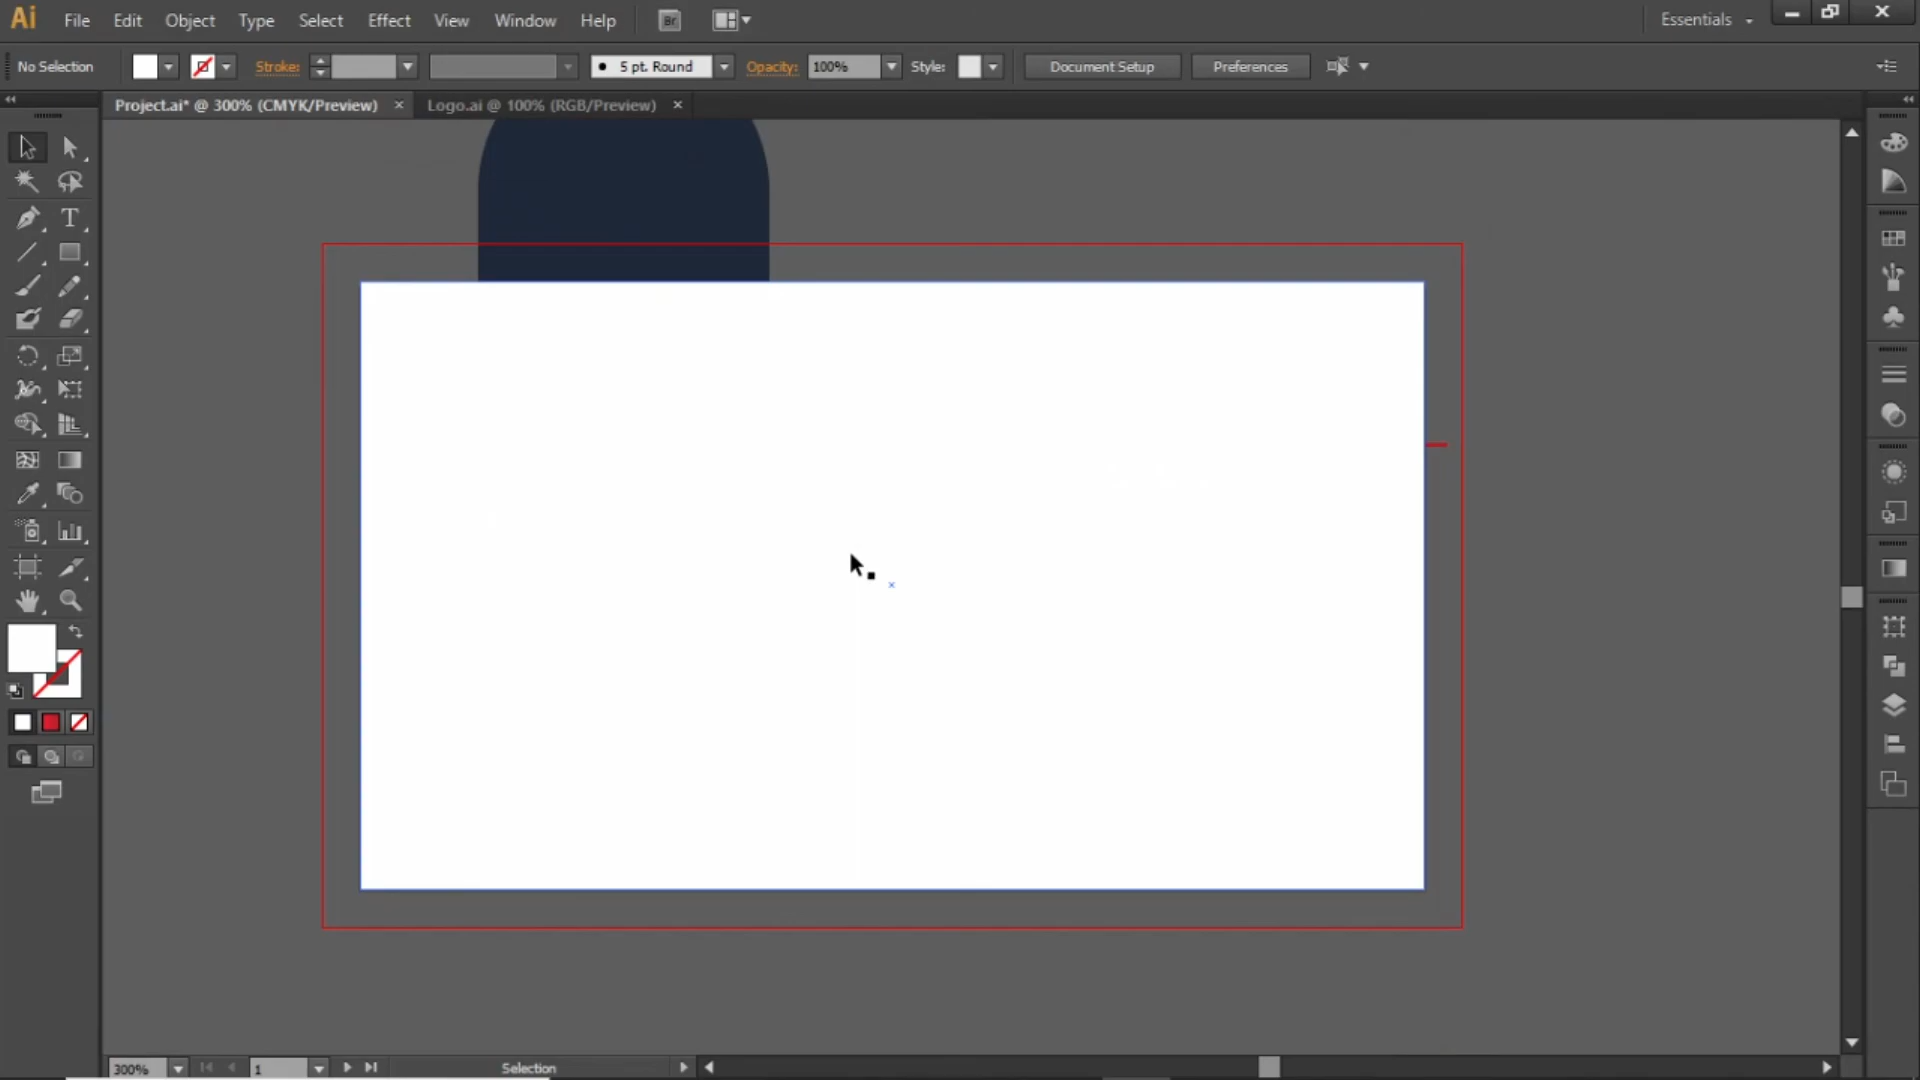 Ai File Edit Object Type Select Effect View Window Help Br Essentials
No Selection Stroke: 5 pt. Round Opacity: 100% Style: Document Setup Preferences
Project.ai* @ 300% (CMYK/Preview) × Logo.ai @ 100% (RGB/Preview) ×
T
300% 1 Selection